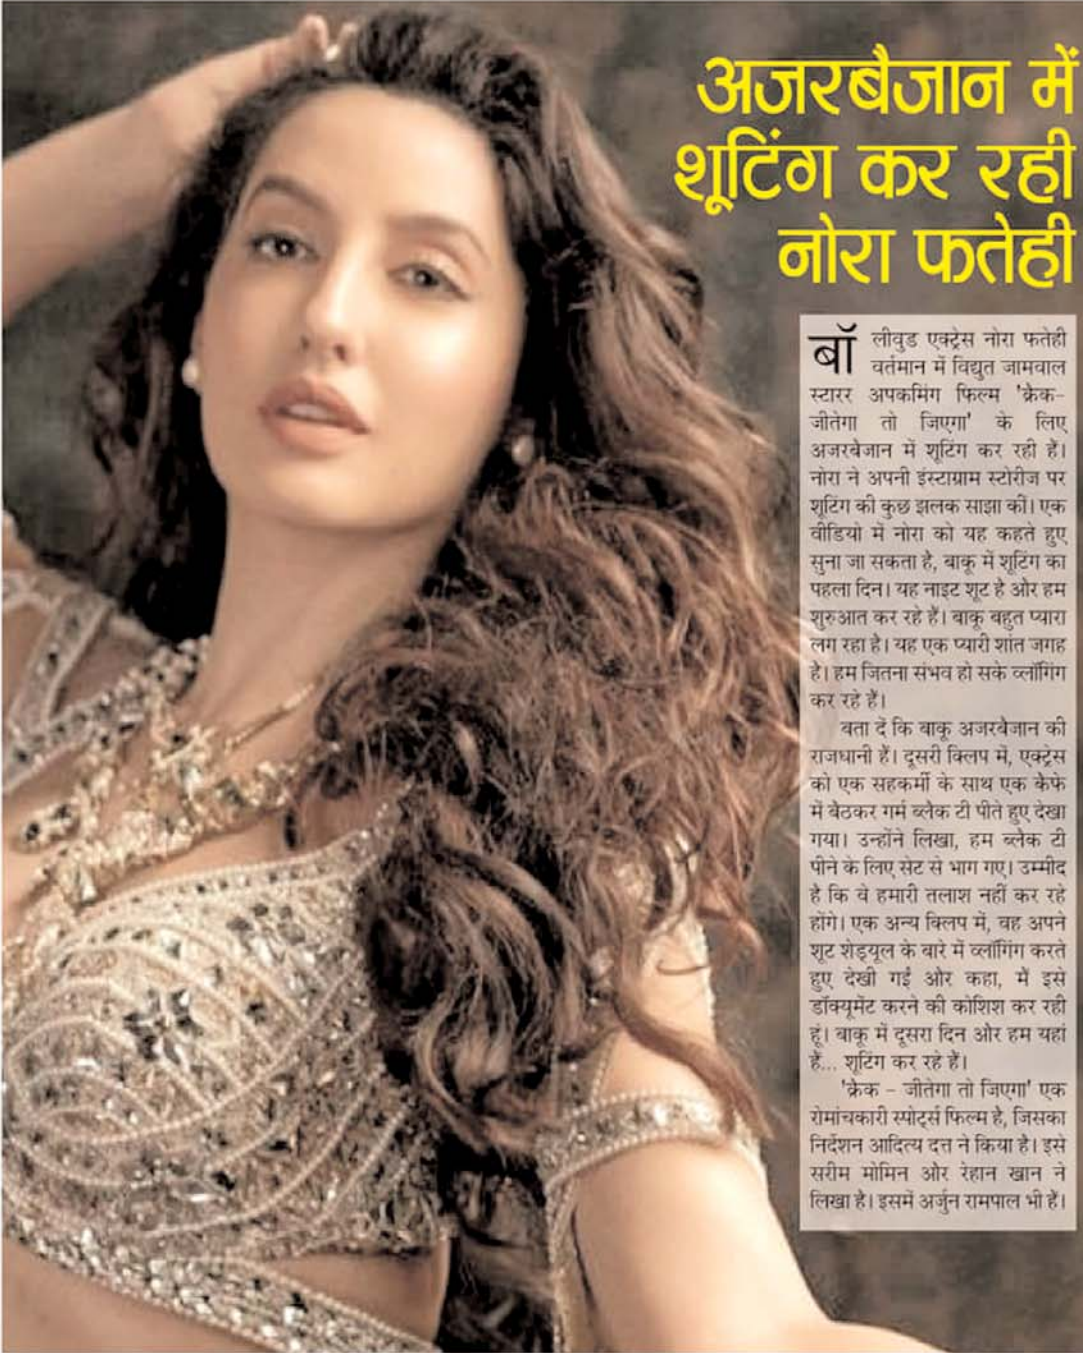 अजरबैजान में
शूटिंग कर रही
नोरा फतेही
बॉलीवुड एक्ट्रेस नोरा फतेही
वर्तमान में विद्युत जामवाल
स्टारर अपकमिंग फिल्म 'क्रैक-
जीतेगा तो जिएगा' के लिए
अजरबैजान में शूटिंग कर रही हैं।
नोरा ने अपनी इंस्टाग्राम स्टोरीज पर
शूटिंग की कुछ झलक साझा कीं। एक
वीडियो में नोरा को यह कहते हुए
सुना जा सकता है, बाकू में शूटिंग का
पहला दिन। यह नाइट शूट है और हम
शुरुआत कर रहे हैं। बाकू बहुत प्यारा
लग रहा है। यह एक प्यारी शांत जगह
है। हम जितना संभव हो सके व्लॉगिंग
कर रहे हैं।
बता दें कि बाकू अजरबैजान की
राजधानी हैं। दूसरी क्लिप में, एक्ट्रेस
को एक सहकर्मी के साथ एक कैफे
में बैठकर गर्म ब्लैक टी पीते हुए देखा
गया। उन्होंने लिखा, हम ब्लैक टी
पीने के लिए सेट से भाग गए। उम्मीद
है कि वे हमारी तलाश नहीं कर रहे
होंगे। एक अन्य क्लिप में, वह अपने
शूट शेड्यूल के बारे में व्लॉगिंग करते
हुए देखी गईं और कहा, मैं इसे
डॉक्यूमेंट करने की कोशिश कर रही
हूं। बाकू में दूसरा दिन और हम यहां
हैं... शूटिंग कर रहे हैं।
'क्रैक - जीतेगा तो जिएगा' एक
रोमांचकारी स्पोर्ट्स फिल्म है, जिसका
निर्देशन आदित्य दत्त ने किया है। इसे
सरीम मोमिन और रेहान खान ने
लिखा है। इसमें अर्जुन रामपाल भी हैं।